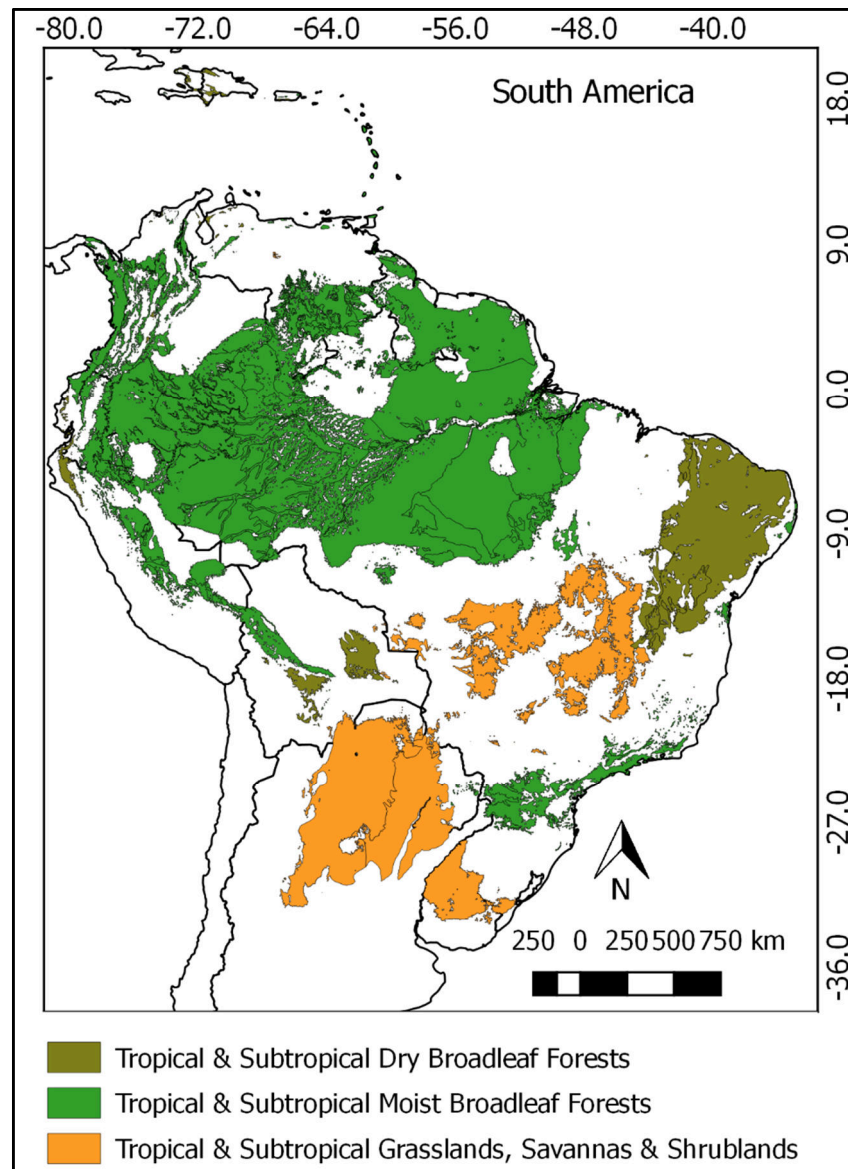 -80.0 -72.0 -64.0 -56.0 -48.0 -40.0
South America
18.0
9.0
0.0
-9.0
-18.0
-27.0
-36.0
N
250 0 250 500 750 km
Tropical & Subtropical Dry Broadleaf Forests
Tropical & Subtropical Moist Broadleaf Forests
Tropical & Subtropical Grasslands, Savannas & Shrublands